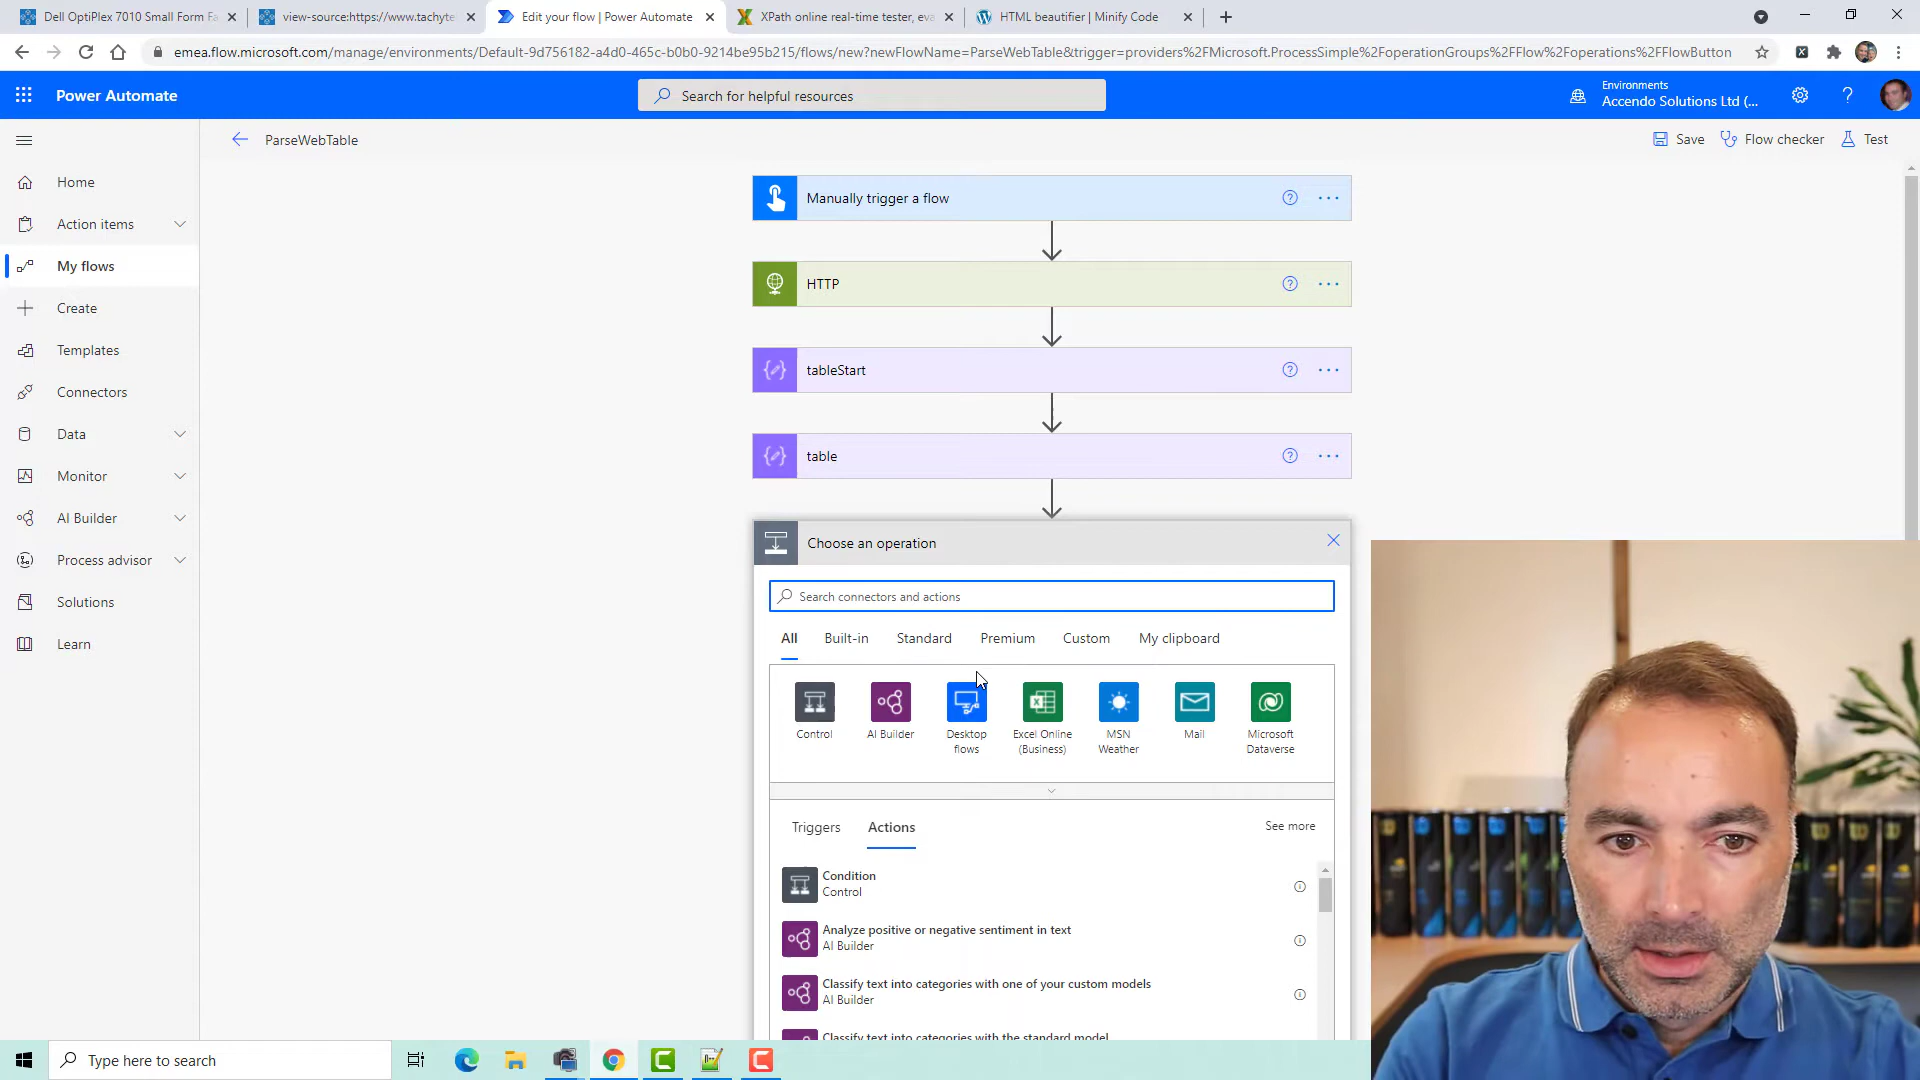 Dell OptiPlex 7010 Small Form Fa
view-source:https://www.tachyte
Edit your flow | Power Automate
XPath online real-time tester, eva
HTML beautifier | Minify Code
emea.flow.microsoft.com/manage/environments/Default-9d756182-a4d0-465c-b0b0-9214be95b215/flows/new?newFlowName=ParseWebTable&trigger=providers%2FMicrosoft.ProcessSimple%2FoperationGroups%2FFlow%2Foperations%2FFlowButton
Power Automate
Search for helpful resources
Environments
Accendo Solutions Ltd (...
ParseWebTable
Save
Flow checker
Test
Home
Action items
My flows
Create
Templates
Connectors
Data
Monitor
AI Builder
Process advisor
Solutions
Learn
Manually trigger a flow
HTTP
tableStart
table
Choose an operation
Search connectors and actions
All
Built-in
Standard
Premium
Custom
My clipboard
Control
AI Builder
Desktop
flows
Excel Online
(Business)
MSN
Weather
Mail
Microsoft
Dataverse
Triggers
Actions
See more
Condition
Control
Analyze positive or negative sentiment in text
AI Builder
Classify text into categories with one of your custom models
AI Builder
Classify text into categories with the standard model
Type here to search